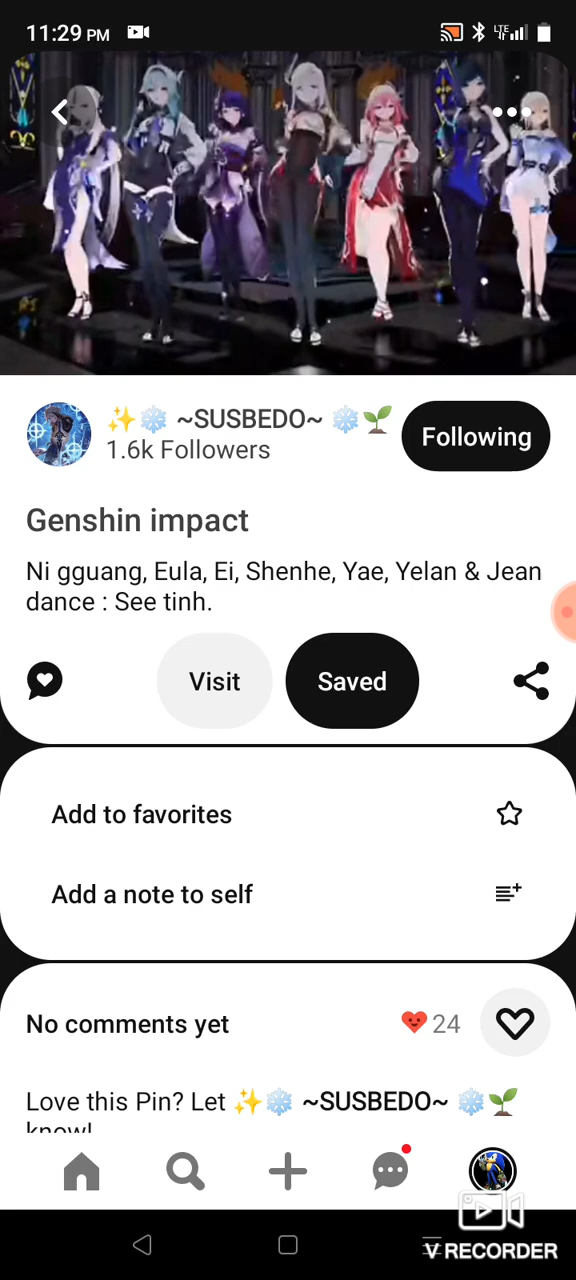 11:29 PM
LTE
✨❄️ ~SUSBEDO~ ❄️🌱
1.6k Followers
Following
Genshin impact
Ni gguang, Eula, Ei, Shenhe, Yae, Yelan & Jean
dance : See tinh.
Visit
Saved
Add to favorites
Add a note to self
No comments yet
24
Love this Pin? Let ✨❄️ ~SUSBEDO~ ❄️🌱
know!
V RECORDER